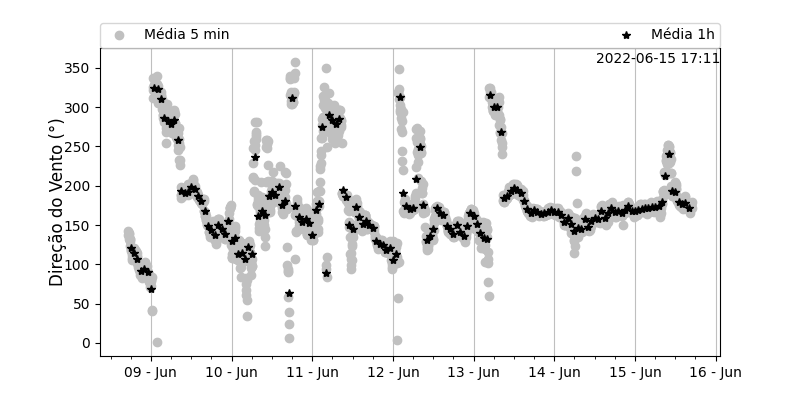 Média 5 min
Média 1h
2022-06-15 17:11
Direção do Vento (°)
350
300
250
200
150
100
50
0
09 - Jun
10 - Jun
11 - Jun
12 - Jun
13 - Jun
14 - Jun
15 - Jun
16 - Jun